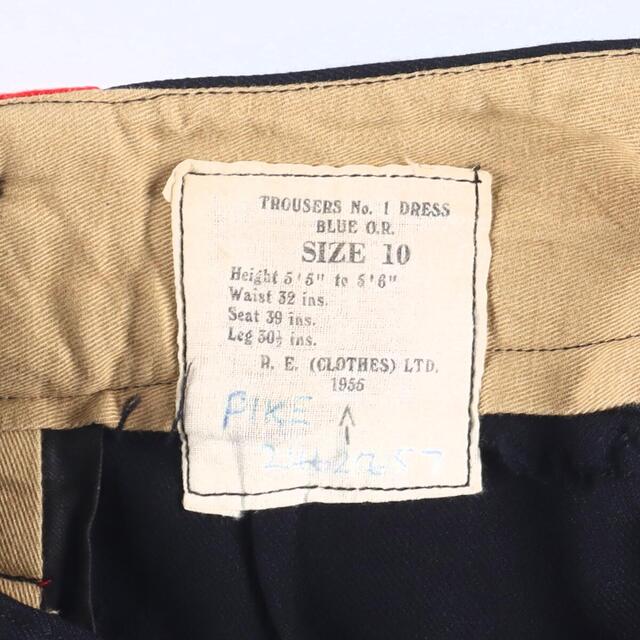 TROUSERS No. 1 DRESS
BLUE O.R.
SIZE 10
Height 5'5" to 5'6"
Waist 32 ins.
Seat 39 ins.
Leg 30½ ins.
R. E. (CLOTHES) LTD.
1955
PIKE